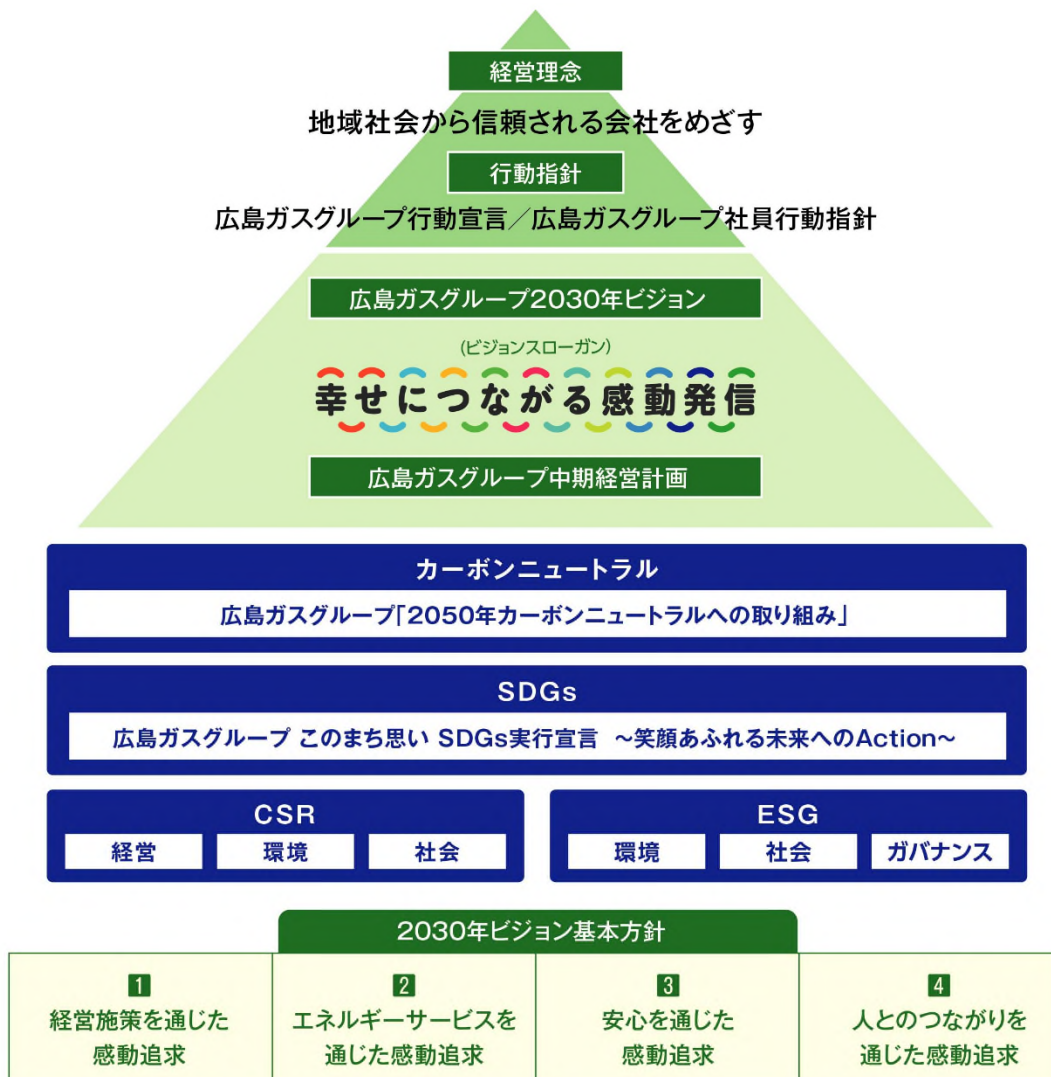 経営理念
地域社会から信頼される会社をめざす
行動指針
広島ガスグループ行動宣言／広島ガスグループ社員行動指針
広島ガスグループ2030年ビジョン
(ビジョンスローガン)
幸せにつながる感動発信
広島ガスグループ中期経営計画
カーボンニュートラル
広島ガスグループ「2050年カーボンニュートラルへの取り組み」
SDGs
広島ガスグループ このまち思い SDGs実行宣言 ～笑顔あふれる未来へのAction～
CSR
経営 環境 社会
ESG
環境 社会 ガバナンス
2030年ビジョン基本方針
1
経営施策を通じた
感動追求
2
エネルギーサービスを
通じた感動追求
3
安心を通じた
感動追求
4
人とのつながりを
通じた感動追求